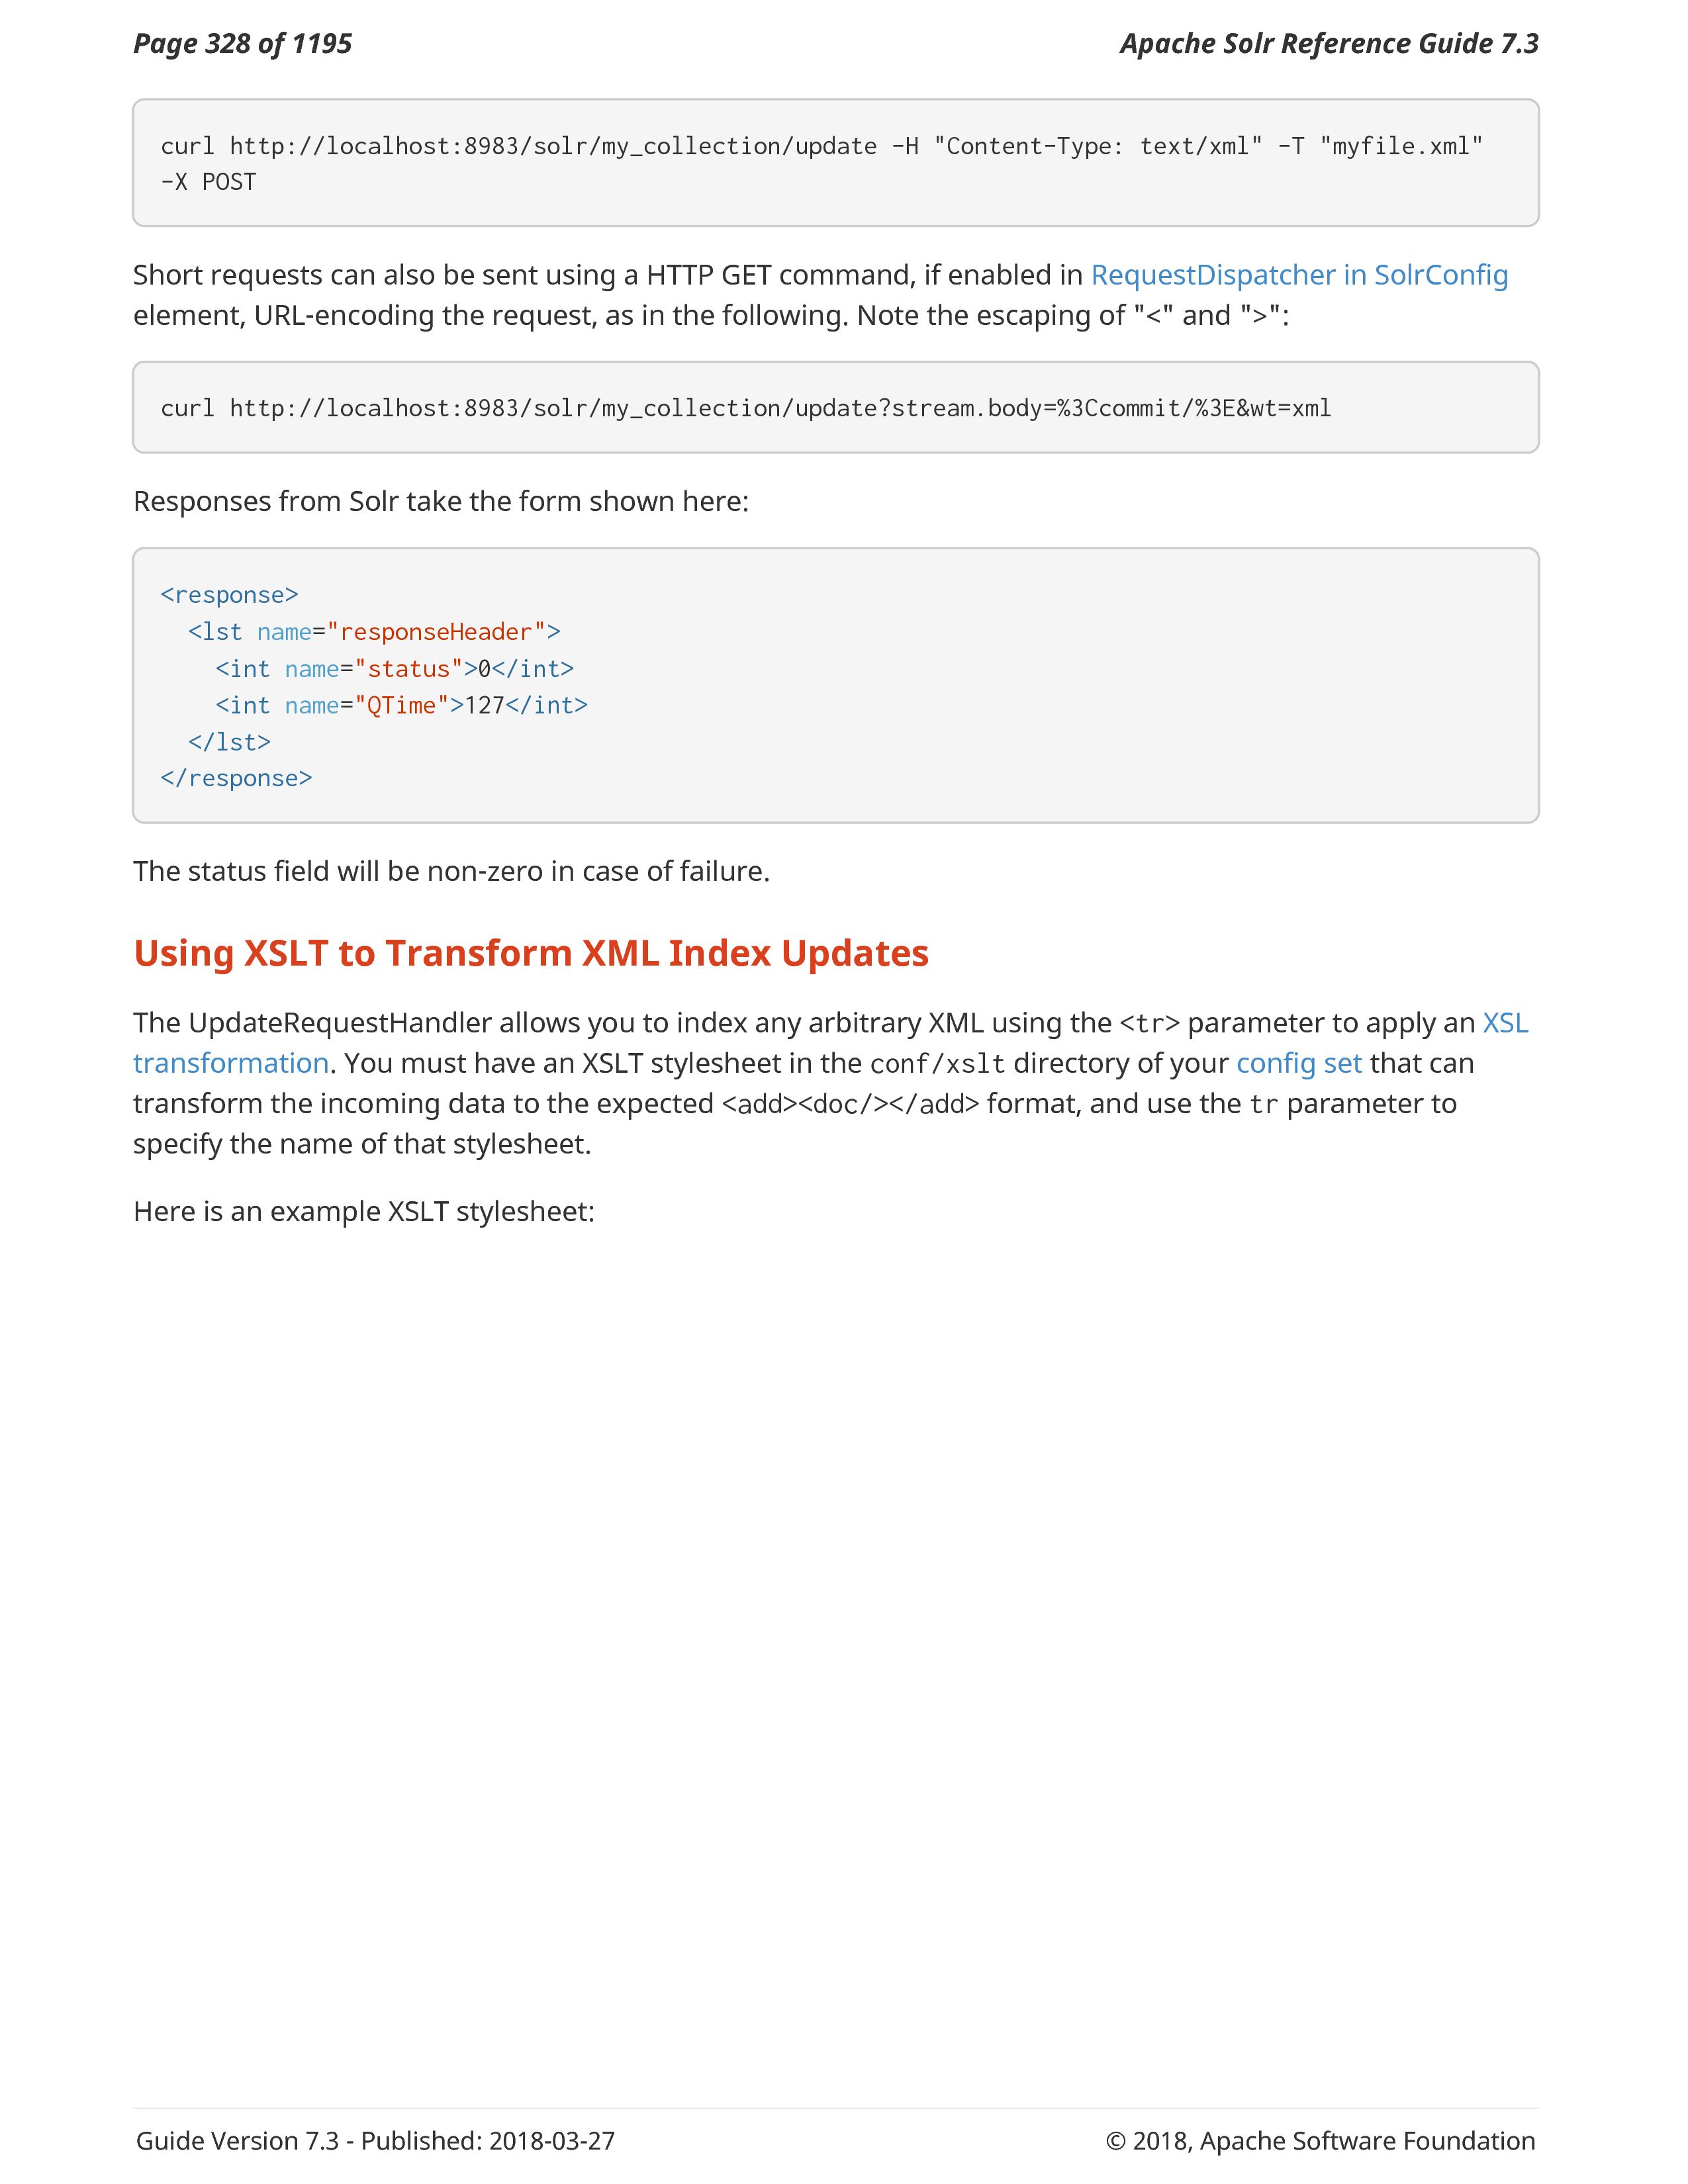 Page 328 of 1195
Apache Solr Reference Guide 7.3
curl http://localhost:8983/solr/my_collection/update -H "Content-Type: text/xml" -T "myfile.xml"
-X POST
Short requests can also be sent using a HTTP GET command, if enabled in RequestDispatcher in SolrConfig
element, URL-encoding the request, as in the following. Note the escaping of "<" and ">":
curl http://localhost:8983/solr/my_collection/update?stream.body=%3Ccommit/%3E&wt=xml
Responses from Solr take the form shown here:
<response>
  <lst name="responseHeader">
    <int name="status">0</int>
    <int name="QTime">127</int>
  </lst>
</response>
The status field will be non-zero in case of failure.
Using XSLT to Transform XML Index Updates
The UpdateRequestHandler allows you to index any arbitrary XML using the <tr> parameter to apply an XSL
transformation. You must have an XSLT stylesheet in the conf/xslt directory of your config set that can
transform the incoming data to the expected <add><doc/></add> format, and use the tr parameter to
specify the name of that stylesheet.
Here is an example XSLT stylesheet:
Guide Version 7.3 - Published: 2018-03-27
© 2018, Apache Software Foundation